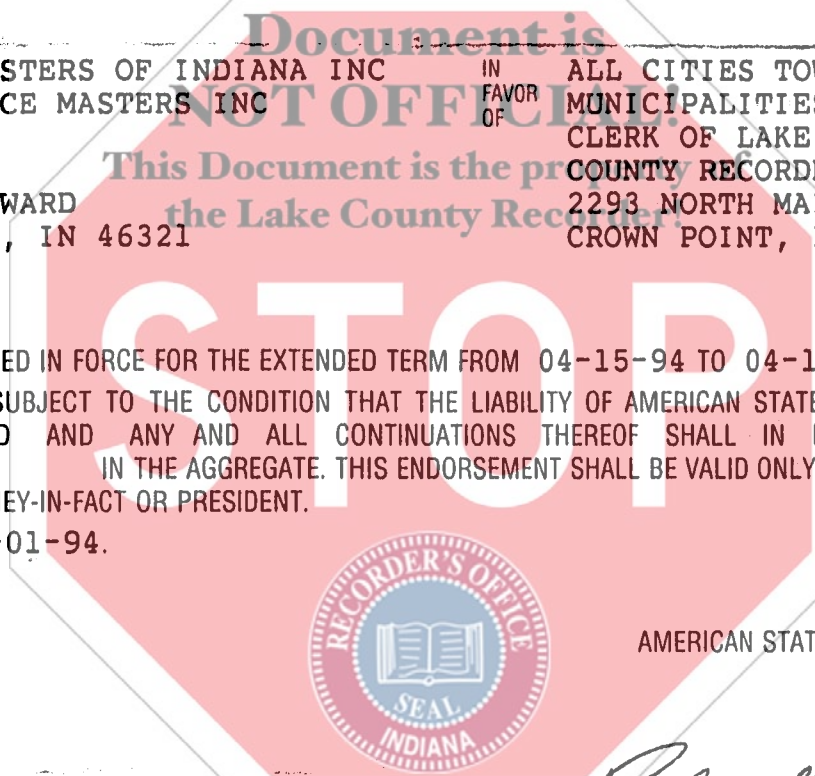 Document is
STERS OF INDIANA INC IN ALL CITIES TO
CE MASTERS INC FAVOR MUNICIPALITIES
NOT OFFICIAL!
OF
CLERK OF LAKE
This Document is the property of
COUNTY RECORD
WARD 2293 NORTH MA
the Lake County Recorder!
, IN 46321 CROWN POINT,
STOP
ED IN FORCE FOR THE EXTENDED TERM FROM 04-15-94 TO 04-1
SUBJECT TO THE CONDITION THAT THE LIABILITY OF AMERICAN STATE
AND ANY AND ALL CONTINUATIONS THEREOF SHALL IN
IN THE AGGREGATE. THIS ENDORSEMENT SHALL BE VALID ONLY
EY-IN-FACT OR PRESIDENT.
01-94.
RECORDER'S OFFICE
SEAL
INDIANA
AMERICAN STAT